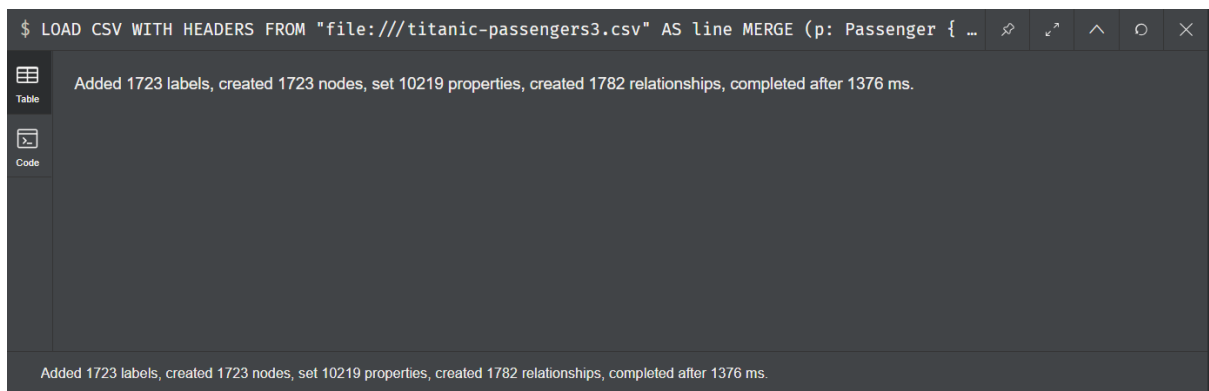 $ LOAD CSV WITH HEADERS FROM "file:///titanic-passengers3.csv" AS line MERGE (p: Passenger { …
Table
Added 1723 labels, created 1723 nodes, set 10219 properties, created 1782 relationships, completed after 1376 ms.
Code
Added 1723 labels, created 1723 nodes, set 10219 properties, created 1782 relationships, completed after 1376 ms.